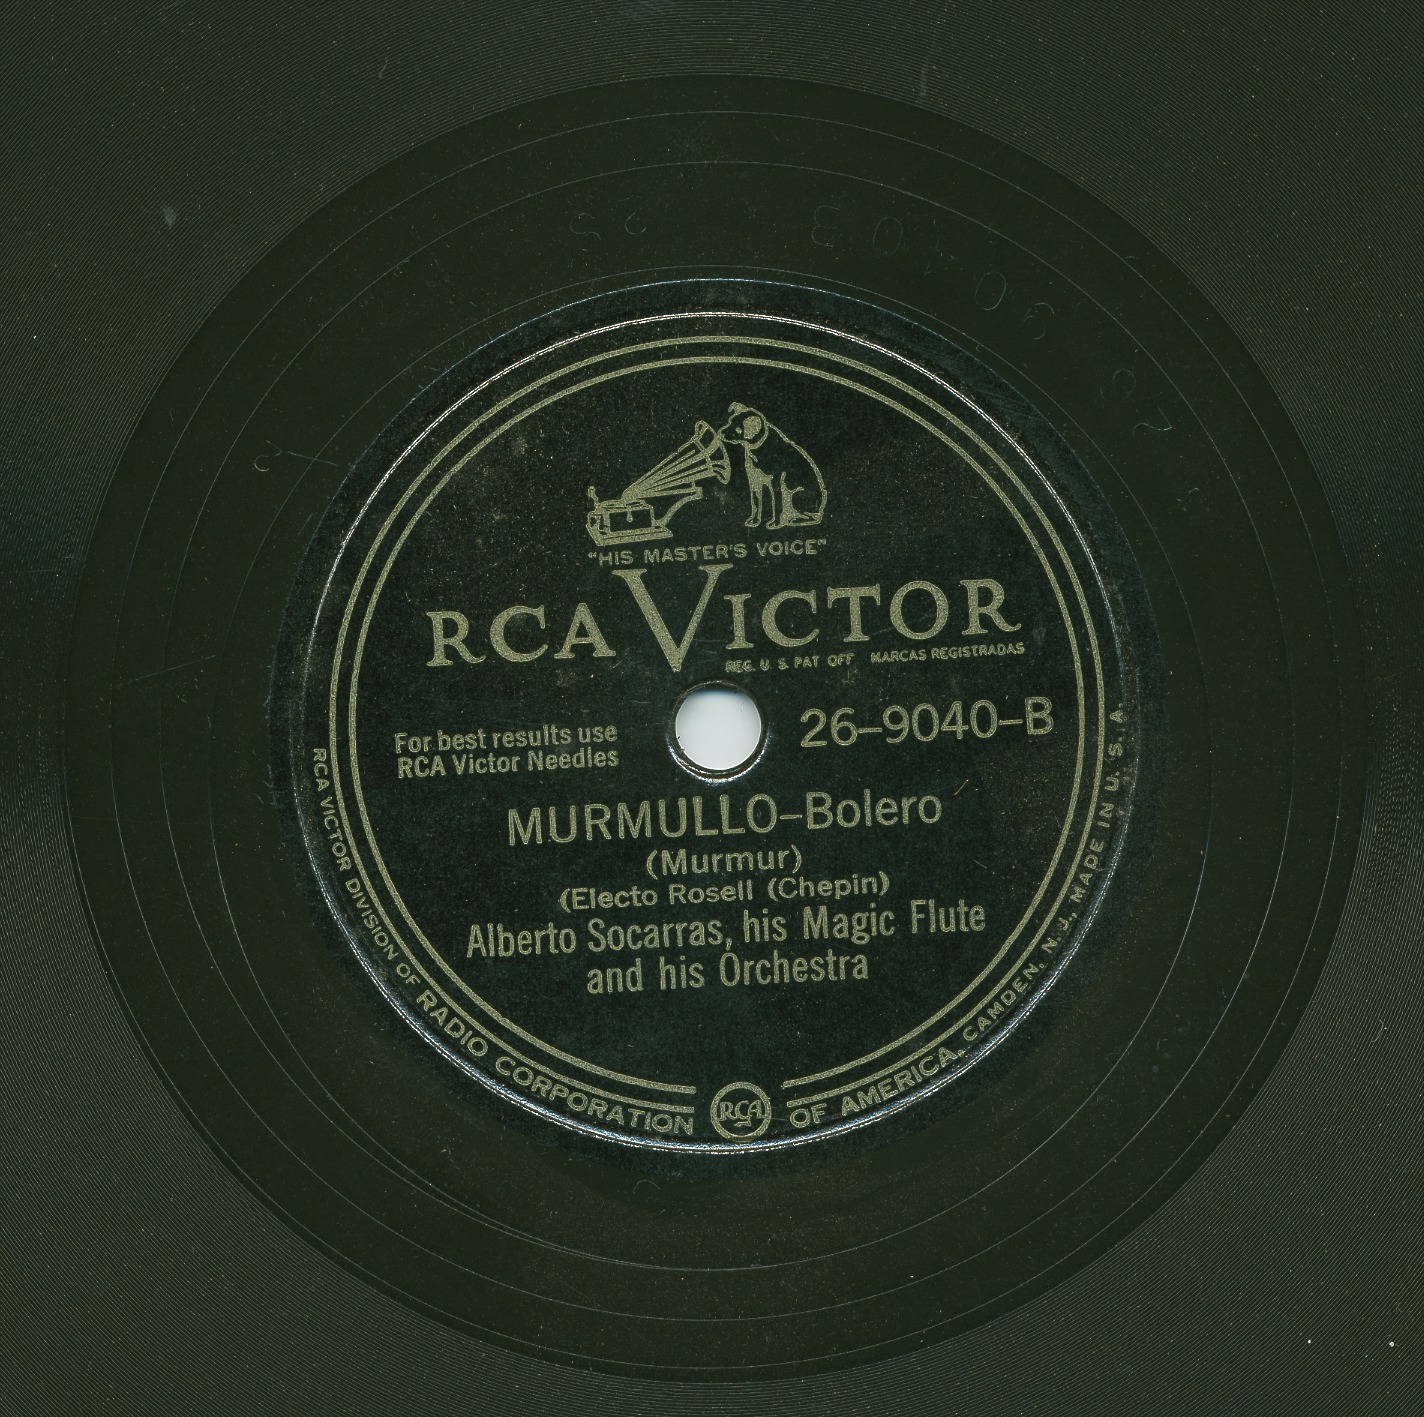 "HIS MASTER'S VOICE"
RCA VICTOR
REG. U. S. PAT OFF MARCAS REGISTRADAS
For best results use
RCA Victor Needles
26-9040-B
MURMULLO-Bolero
(Murmur)
(Electo Rosell (Chepin)
Alberto Socarras, his Magic Flute
and his Orchestra
RCA VICTOR DIVISION OF RADIO CORPORATION RCA OF AMERICA, CAMDEN, N. J., MADE IN U. S. A.